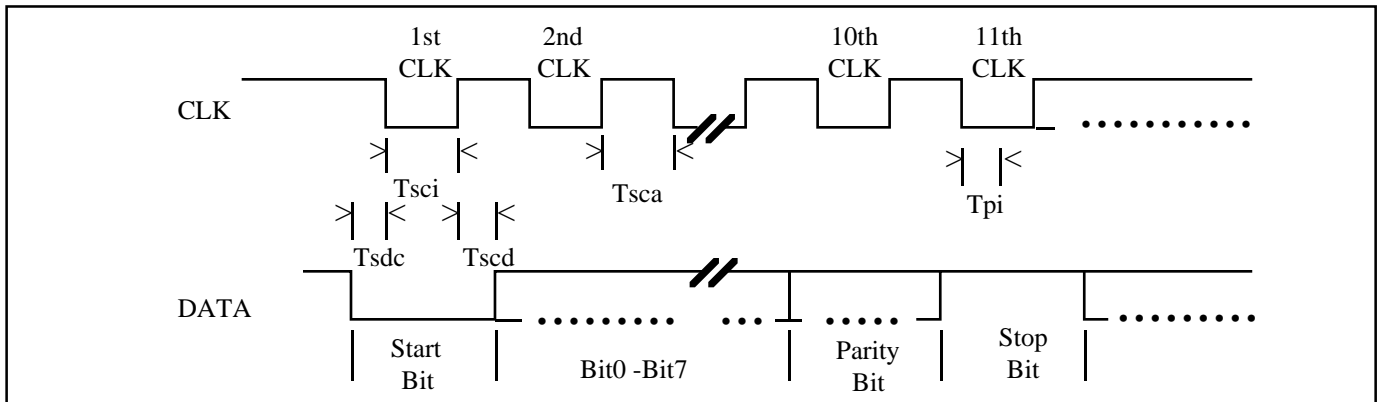 1st 2nd 10th 11th
CLK CLK CLK CLK
CLK
> < > < > <
Tsci Tsca Tpi
> < > <
Tsdc Tscd
DATA
Start Bit0 -Bit7 Parity Stop
Bit Bit Bit